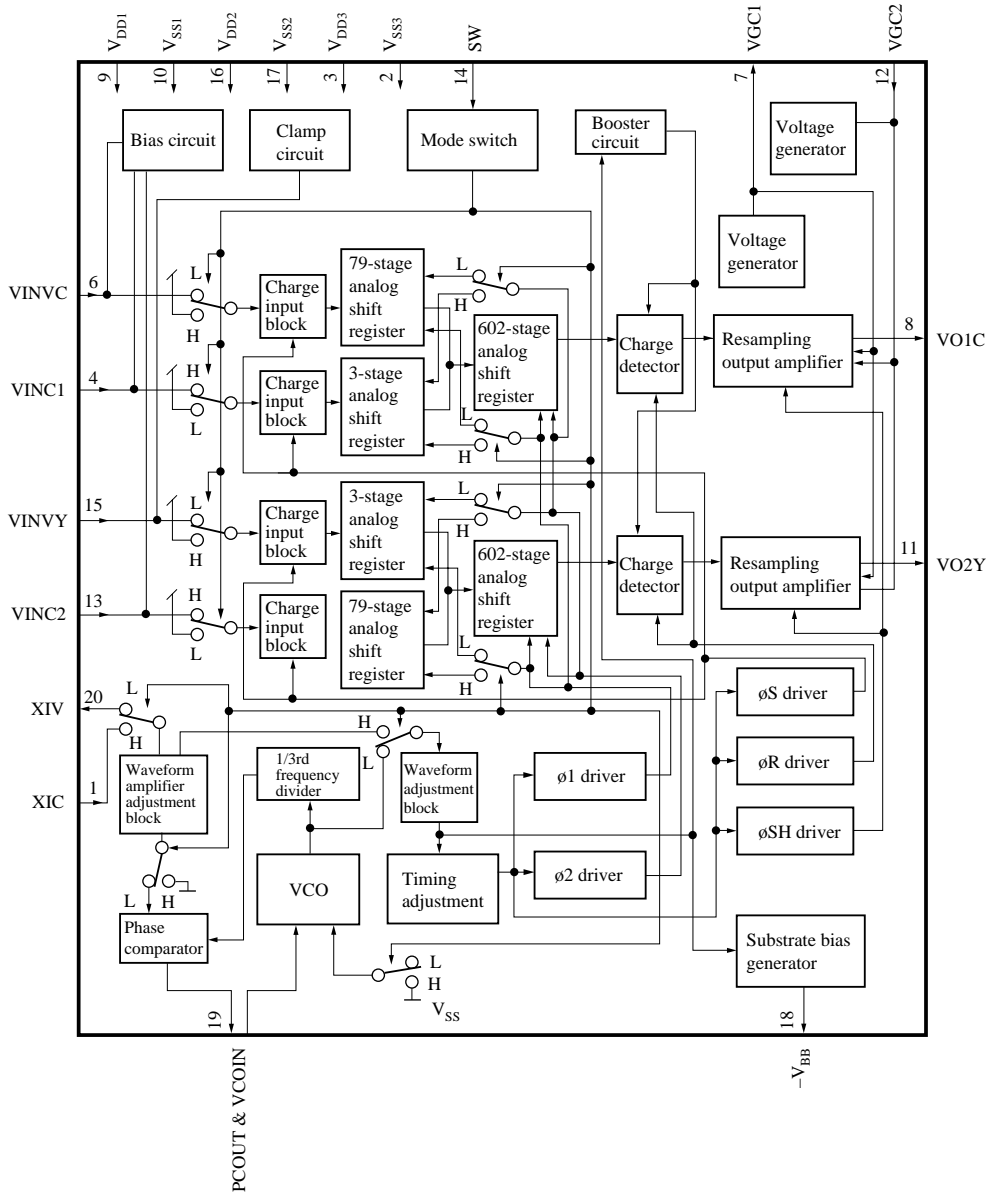 VDD1
VSS1
VDD2
VSS2
VDD3
VSS3
SW
VGC1
VGC2
9
10
16
17
3
2
14
7
12
Bias circuit
Clamp
circuit
Mode switch
Booster
circuit
Voltage
generator
Voltage
generator
VINVC
6
L
H
Charge
input
block
79-stage
analog
shift
register
L
H
602-stage
analog
shift
register
Charge
detector
Resampling
output amplifier
8
VO1C
VINC1
4
H
L
Charge
input
block
3-stage
analog
shift
register
L
H
VINVY
15
L
H
Charge
input
block
3-stage
analog
shift
register
L
H
602-stage
analog
shift
register
Charge
detector
Resampling
output amplifier
11
VO2Y
VINC2
13
H
L
Charge
input
block
79-stage
analog
shift
register
L
H
XIV
20
L
H
XIC
1
Waveform
amplifier
adjustment
block
1/3rd
frequency
divider
H
L
Waveform
adjustment
block
ø1 driver
øS driver
øR driver
øSH driver
L
H
VCO
Timing
adjustment
ø2 driver
Phase
comparator
L
H
VSS
Substrate bias
generator
19
18
PCOUT & VCOIN
–VBB